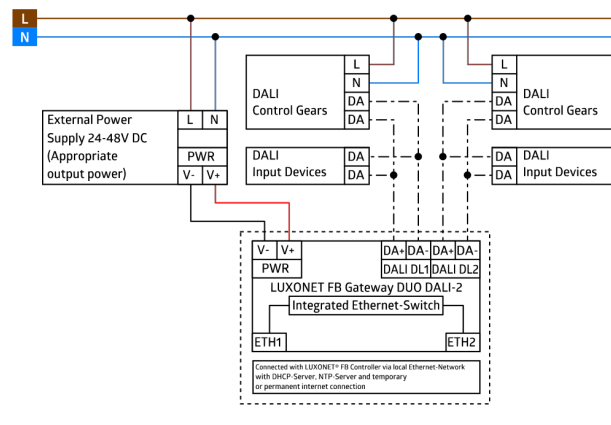 L
N
DALI
Control Gears
L
N
DA
DA
L
N
DA
DA
DALI
Control Gears
External Power
Supply 24-48V DC
(Appropriate
output power)
L N
PWR
V- V+
DALI
Input Devices
DA
DA
DA
DA
DALI
Input Devices
V- V+
PWR
DA+ DA- DA+ DA-
DALI DL1 DALI DL2
LUXONET FB Gateway DUO DALI-2
Integrated Ethernet-Switch
ETH1 ETH2
Connected with LUXONET® FB Controller via local Ethernet-Network
with DHCP-Server, NTP-Server and temporary
or permanent internet connection